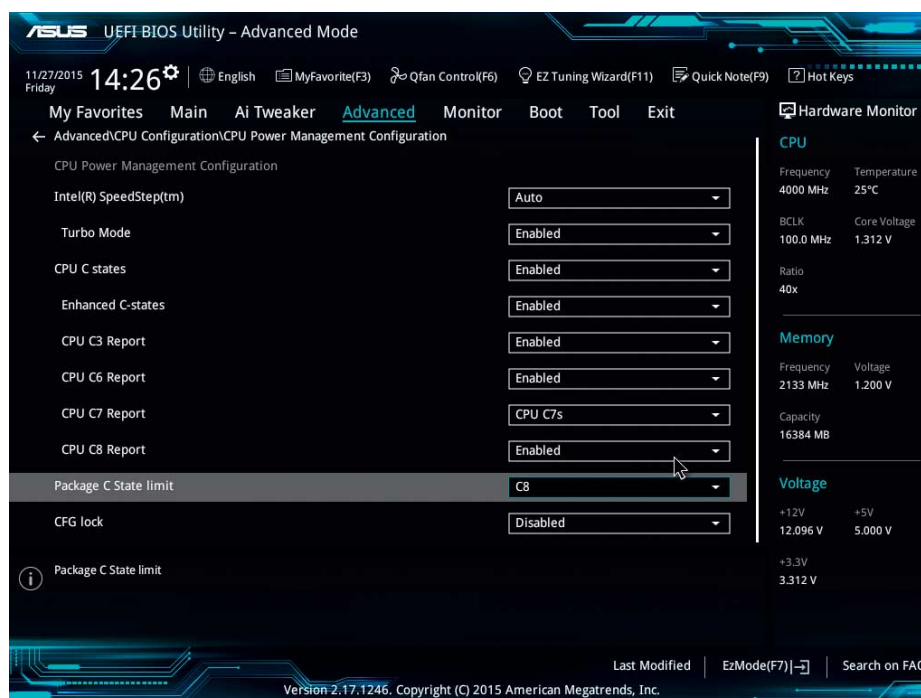 ASUS UEFI BIOS Utility – Advanced Mode
11/27/2015 Friday 14:26 English MyFavorite(F3) Qfan Control(F6) EZ Tuning Wizard(F11) Quick Note(F9) ? Hot Keys
My Favorites Main Ai Tweaker Advanced Monitor Boot Tool Exit
← Advanced\CPU Configuration\CPU Power Management Configuration
CPU Power Management Configuration
Intel(R) SpeedStep(tm) Auto
Turbo Mode Enabled
CPU C states Enabled
Enhanced C-states Enabled
CPU C3 Report Enabled
CPU C6 Report Enabled
CPU C7 Report CPU C7s
CPU C8 Report Enabled
Package C State limit C8
CFG lock Disabled
i Package C State limit
Hardware Monitor
CPU
Frequency Temperature
4000 MHz 25°C
BCLK Core Voltage
100.0 MHz 1.312 V
Ratio
40x
Memory
Frequency Voltage
2133 MHz 1.200 V
Capacity
16384 MB
Voltage
+12V +5V
12.096 V 5.000 V
+3.3V
3.312 V
Last Modified EzMode(F7) Search on FAQ
Version 2.17.1246. Copyright (C) 2015 American Megatrends, Inc.